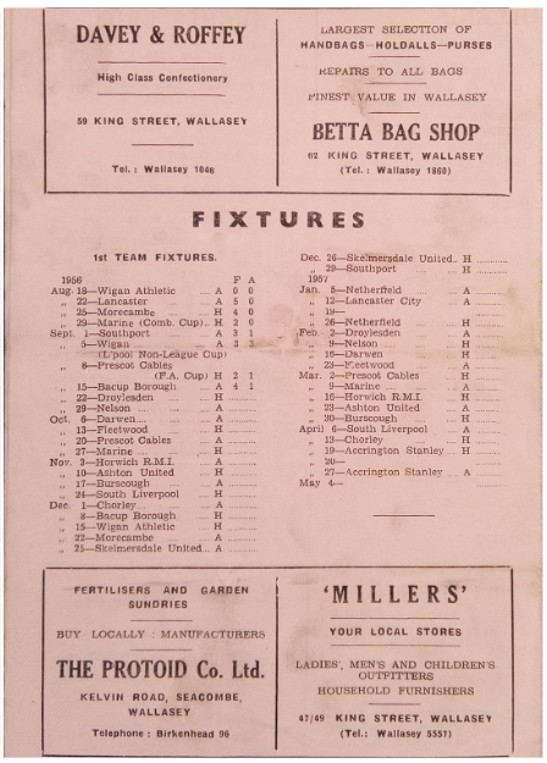 DAVEY & ROFFEY
High Class Confectionery
59 KING STREET, WALLASEY
Tel. : Wallasey 1046
LARGEST SELECTION OF
HANDBAGS—HOLDALLS—PURSES
REPAIRS TO ALL BAGS
FINEST VALUE IN WALLASEY
BETTA BAG SHOP
62 KING STREET, WALLASEY
(Tel. : Wallasey 1860)
FIXTURES
1st TEAM FIXTURES.
1956 F A
Aug. 18—Wigan Athletic ... A 0 0
„ 22—Lancaster ... A 5 0
„ 25—Morecambe ... H 4 0
„ 29—Marine (Comb. Cup).. H 2 0
Sept. 1—Southport ... A 3 1
„ 5—Wigan ... A 3 3
(L'pool Non-League Cup)
„ 8—Prescot Cables
(F.A. Cup) H 2 1
„ 15—Bacup Borough ... A 4 1
„ 22—Droylesden ... H ............
„ 29—Nelson ... ... A ............
Oct. 6—Darwen... ... A ............
„ 13—Fleetwood ... H ............
„ 20—Prescot Cables ... A ............
„ 27—Marine ... ... H ............
Nov. 3—Horwich R.M.I. ... A ............
„ 10—Ashton United ... H ............
„ 17—Burscough ... A ............
„ 24—South Liverpool ... H ............
Dec. 1—Chorley... ... A ............
„ 8—Bacup Borough ... H ............
„ 15—Wigan Athletic ... H ............
„ 22—Morecambe ... A ............
„ 25—Skelmersdale United... A ............
Dec. 26—Skelmersdale United.. H ............
„ 29—Southport ... H ............
1957
Jan. 5—Netherfield ... A ............
„ 12—Lancaster City ... A ............
„ 19— ............
„ 26—Netherfield ... H ............
Feb. 2—Droylesden ... A ............
„ 9—Nelson ... ... H ............
„ 16—Darwen ... H ............
„ 23—Fleetwood ... A ............
Mar. 2—Prescot Cables ... H ............
„ 9—Marine ... ... A ............
„ 16—Horwich R.M.I. ... H ............
„ 23—Ashton United ... A ............
„ 30—Burscough ... H ............
April 6—South Liverpool ... A ............
„ 13—Chorley ... H ............
„ 19—Accrington Stanley ... H ............
„ 20— ............
„ 27—Accrington Stanley ... A ............
May 4— ............
FERTILISERS AND GARDEN
SUNDRIES
BUY LOCALLY : MANUFACTURERS
THE PROTOID Co. Ltd.
KELVIN ROAD, SEACOMBE,
WALLASEY
Telephone : Birkenhead 96
'MILLERS'
YOUR LOCAL STORES
LADIES', MEN'S AND CHILDREN'S
OUTFITTERS
HOUSEHOLD FURNISHERS
47/49 KING STREET, WALLASEY
(Tel.: Wallasey 5557)